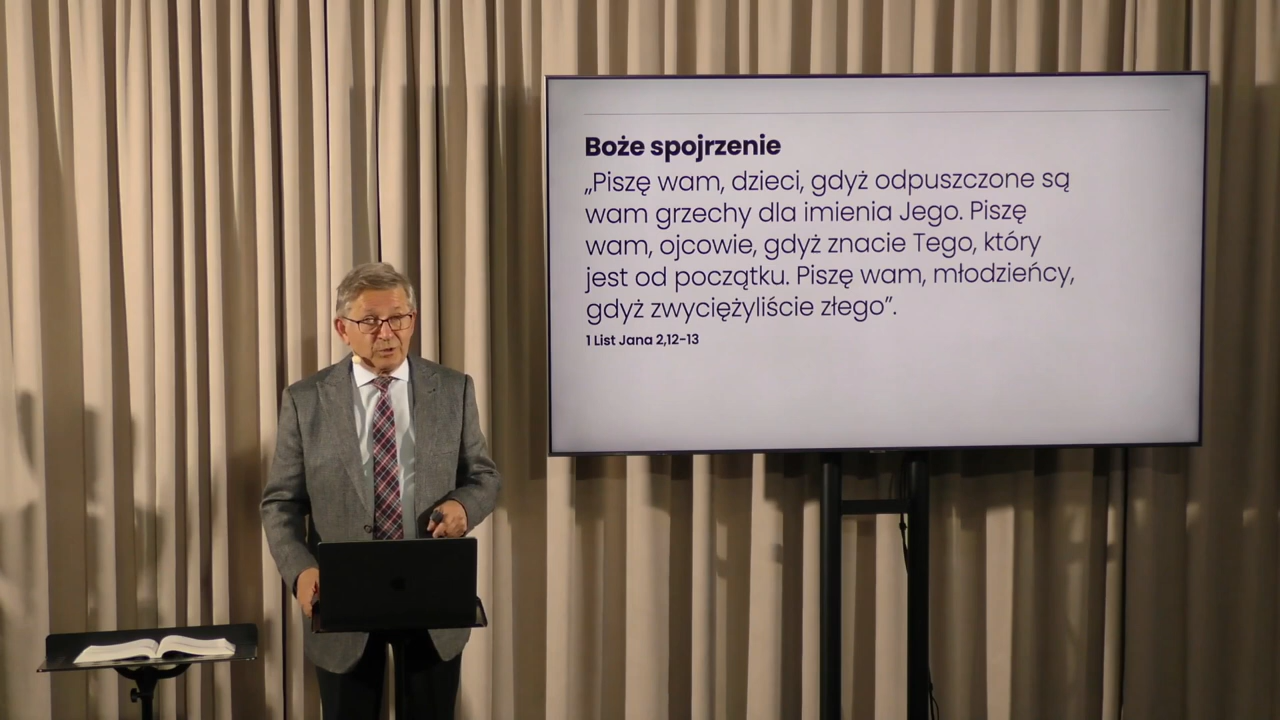 Boże spojrzenie
„Piszę wam, dzieci, gdyż odpuszczone są
wam grzechy dla imienia Jego. Piszę
wam, ojcowie, gdyż znacie Tego, który
jest od początku. Piszę wam, młodzieńcy,
gdyż zwyciężyliście złego”.
1 List Jana 2,12-13